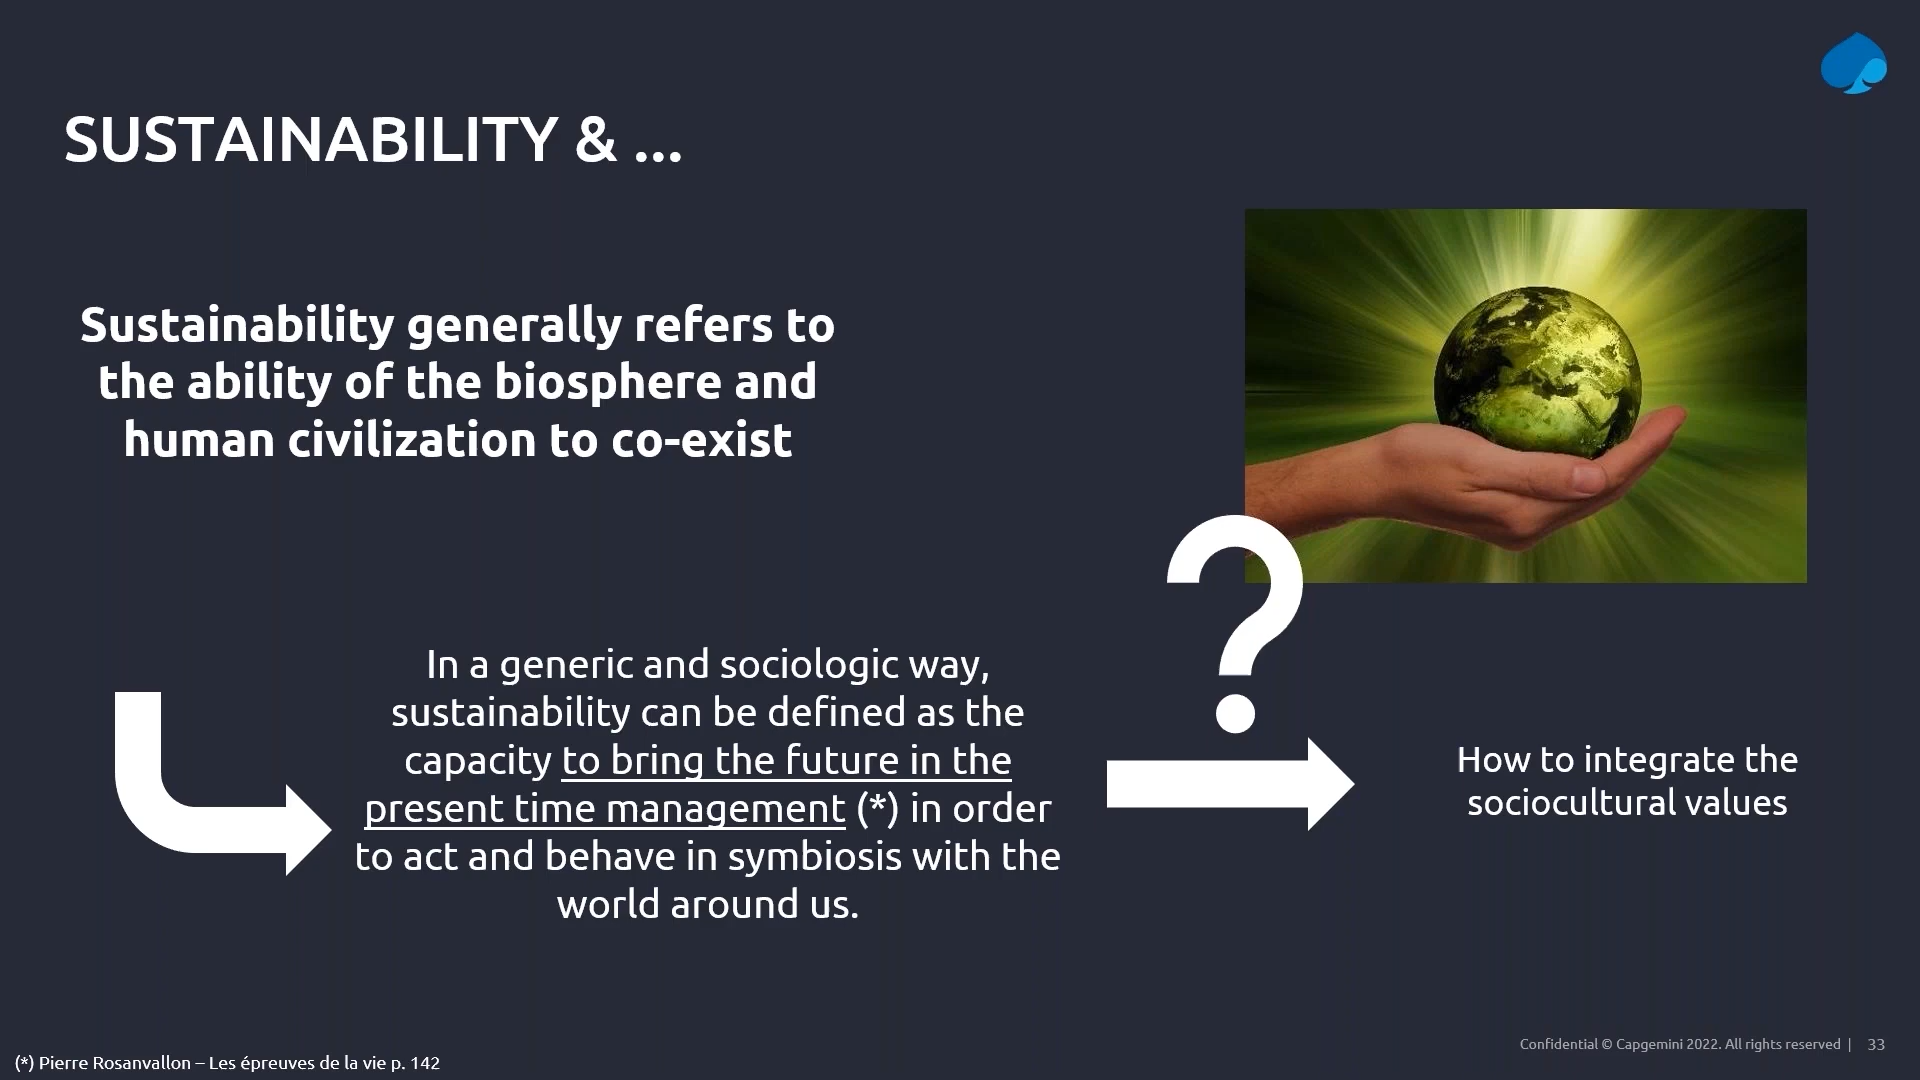 SUSTAINABILITY & ...
Sustainability generally refers to
the ability of the biosphere and
human civilization to co-exist
?
In a generic and sociologic way,
sustainability can be defined as the
capacity to bring the future in the
present time management (*) in order
to act and behave in symbiosis with the
world around us.
How to integrate the
sociocultural values
(*) Pierre Rosanvallon – Les épreuves de la vie p. 142
Confidential © Capgemini 2022. All rights reserved | 33